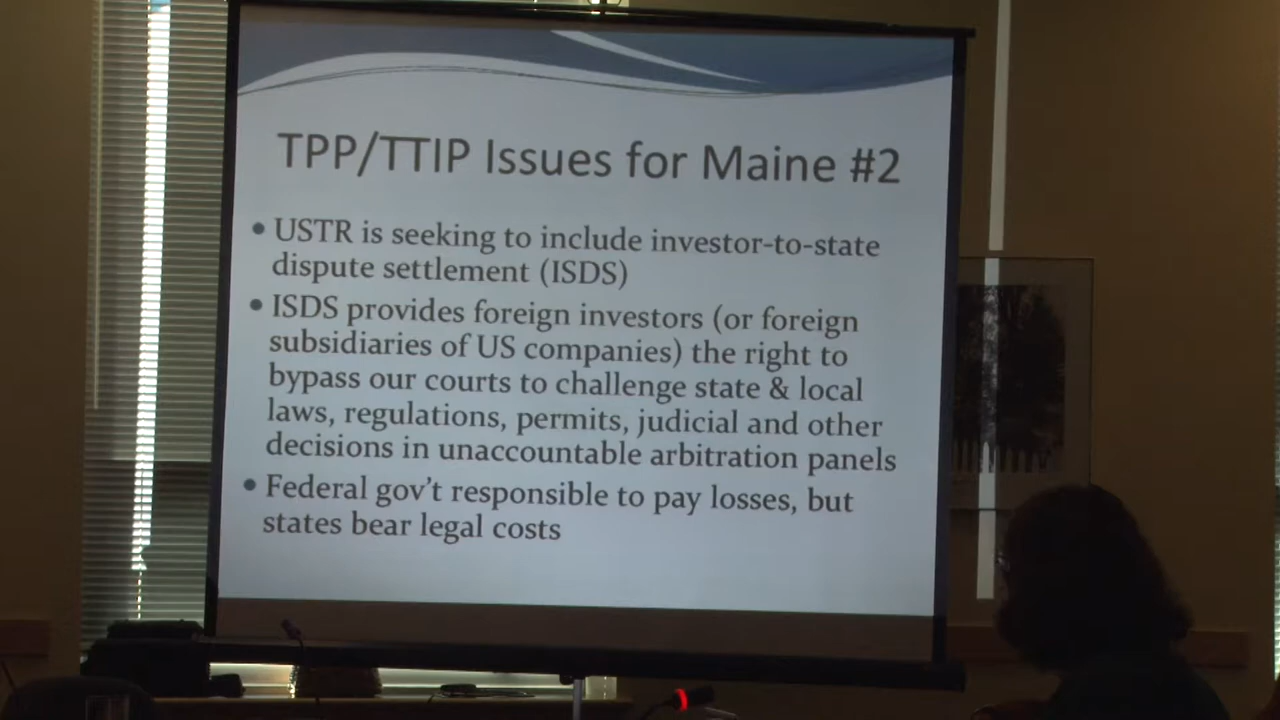 TPP/TTIP Issues for Maine #2
• USTR is seeking to include investor-to-state
dispute settlement (ISDS)
• ISDS provides foreign investors (or foreign
subsidiaries of US companies) the right to
bypass our courts to challenge state & local
laws, regulations, permits, judicial and other
decisions in unaccountable arbitration panels
• Federal gov't responsible to pay losses, but
states bear legal costs